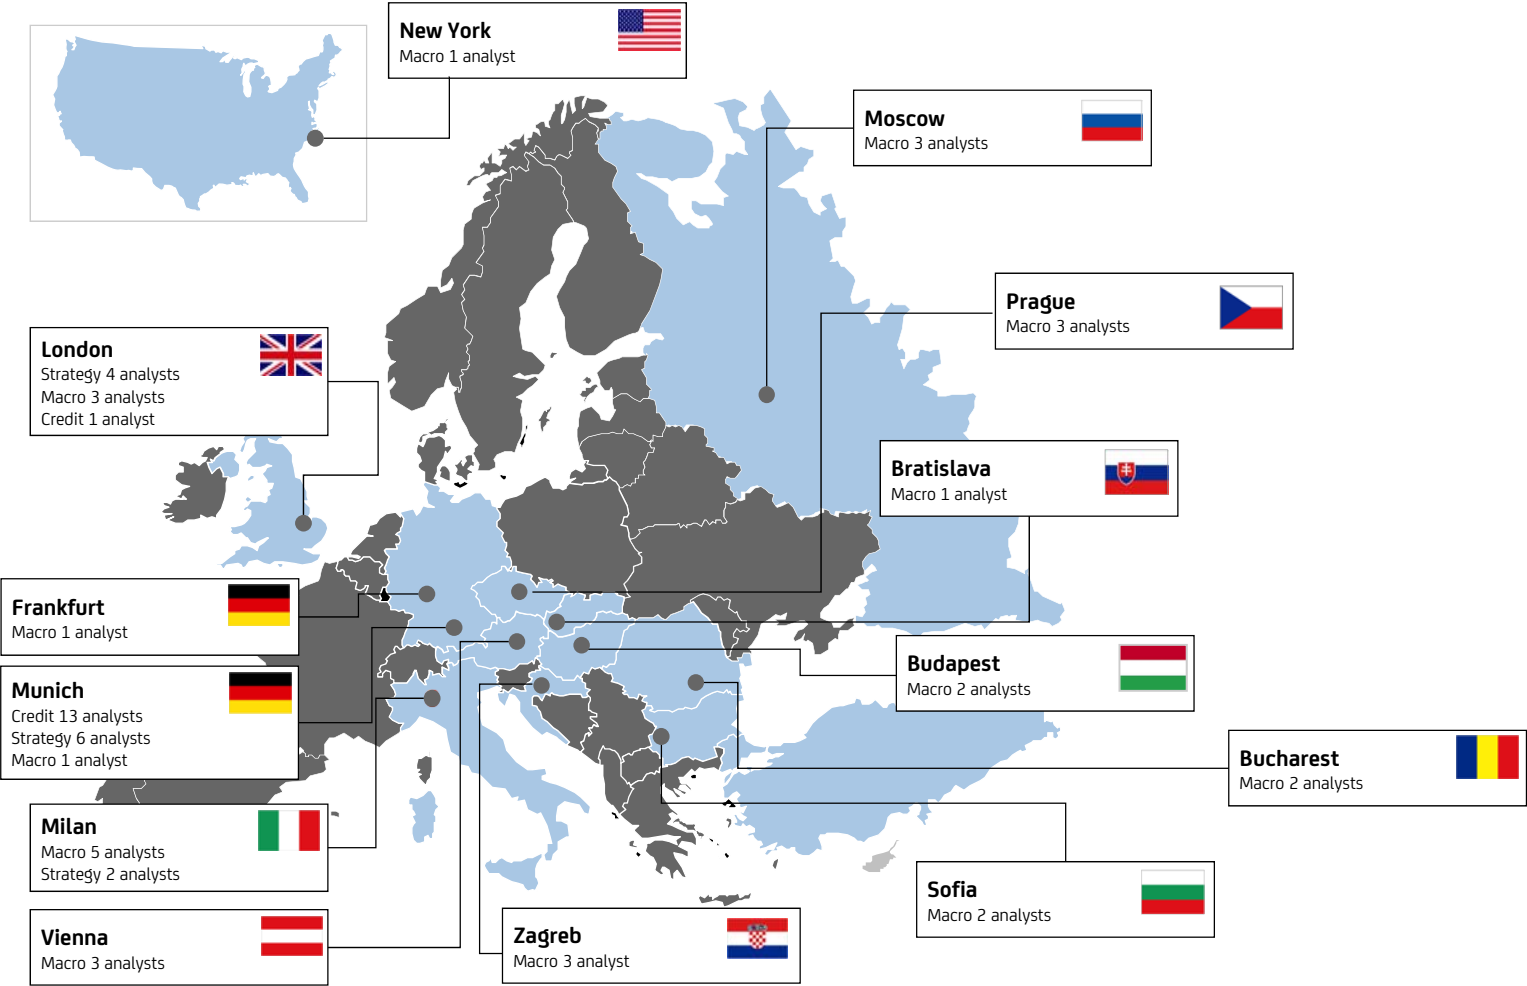 New York
Macro 1 analyst
Moscow
Macro 3 analysts
Prague
Macro 3 analysts
London
Strategy 4 analysts
Macro 3 analysts
Credit 1 analyst
Bratislava
Macro 1 analyst
Frankfurt
Macro 1 analyst
Budapest
Macro 2 analysts
Munich
Credit 13 analysts
Strategy 6 analysts
Macro 1 analyst
Bucharest
Macro 2 analysts
Milan
Macro 5 analysts
Strategy 2 analysts
Sofia
Macro 2 analysts
Vienna
Macro 3 analysts
Zagreb
Macro 3 analyst